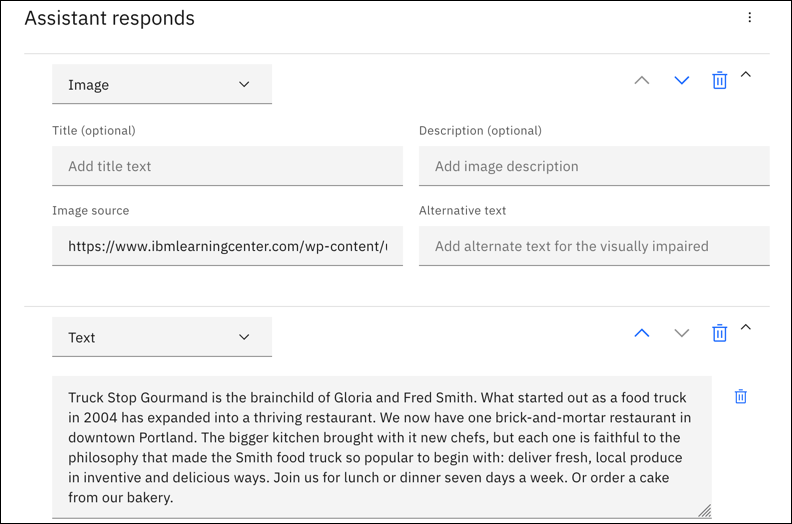 Assistant responds
Image
Title (optional)
Description (optional)
Add title text
Add image description
Image source
Alternative text
https://www.ibmlearningcenter.com/wp-content/
Add alternate text for the visually impaired
Text
Truck Stop Gourmand is the brainchild of Gloria and Fred Smith. What started out as a food truck
in 2004 has expanded into a thriving restaurant. We now have one brick-and-mortar restaurant in
downtown Portland. The bigger kitchen brought with it new chefs, but each one is faithful to the
philosophy that made the Smith food truck so popular to begin with: deliver fresh, local produce
in inventive and delicious ways. Join us for lunch or dinner seven days a week. Or order a cake
from our bakery.